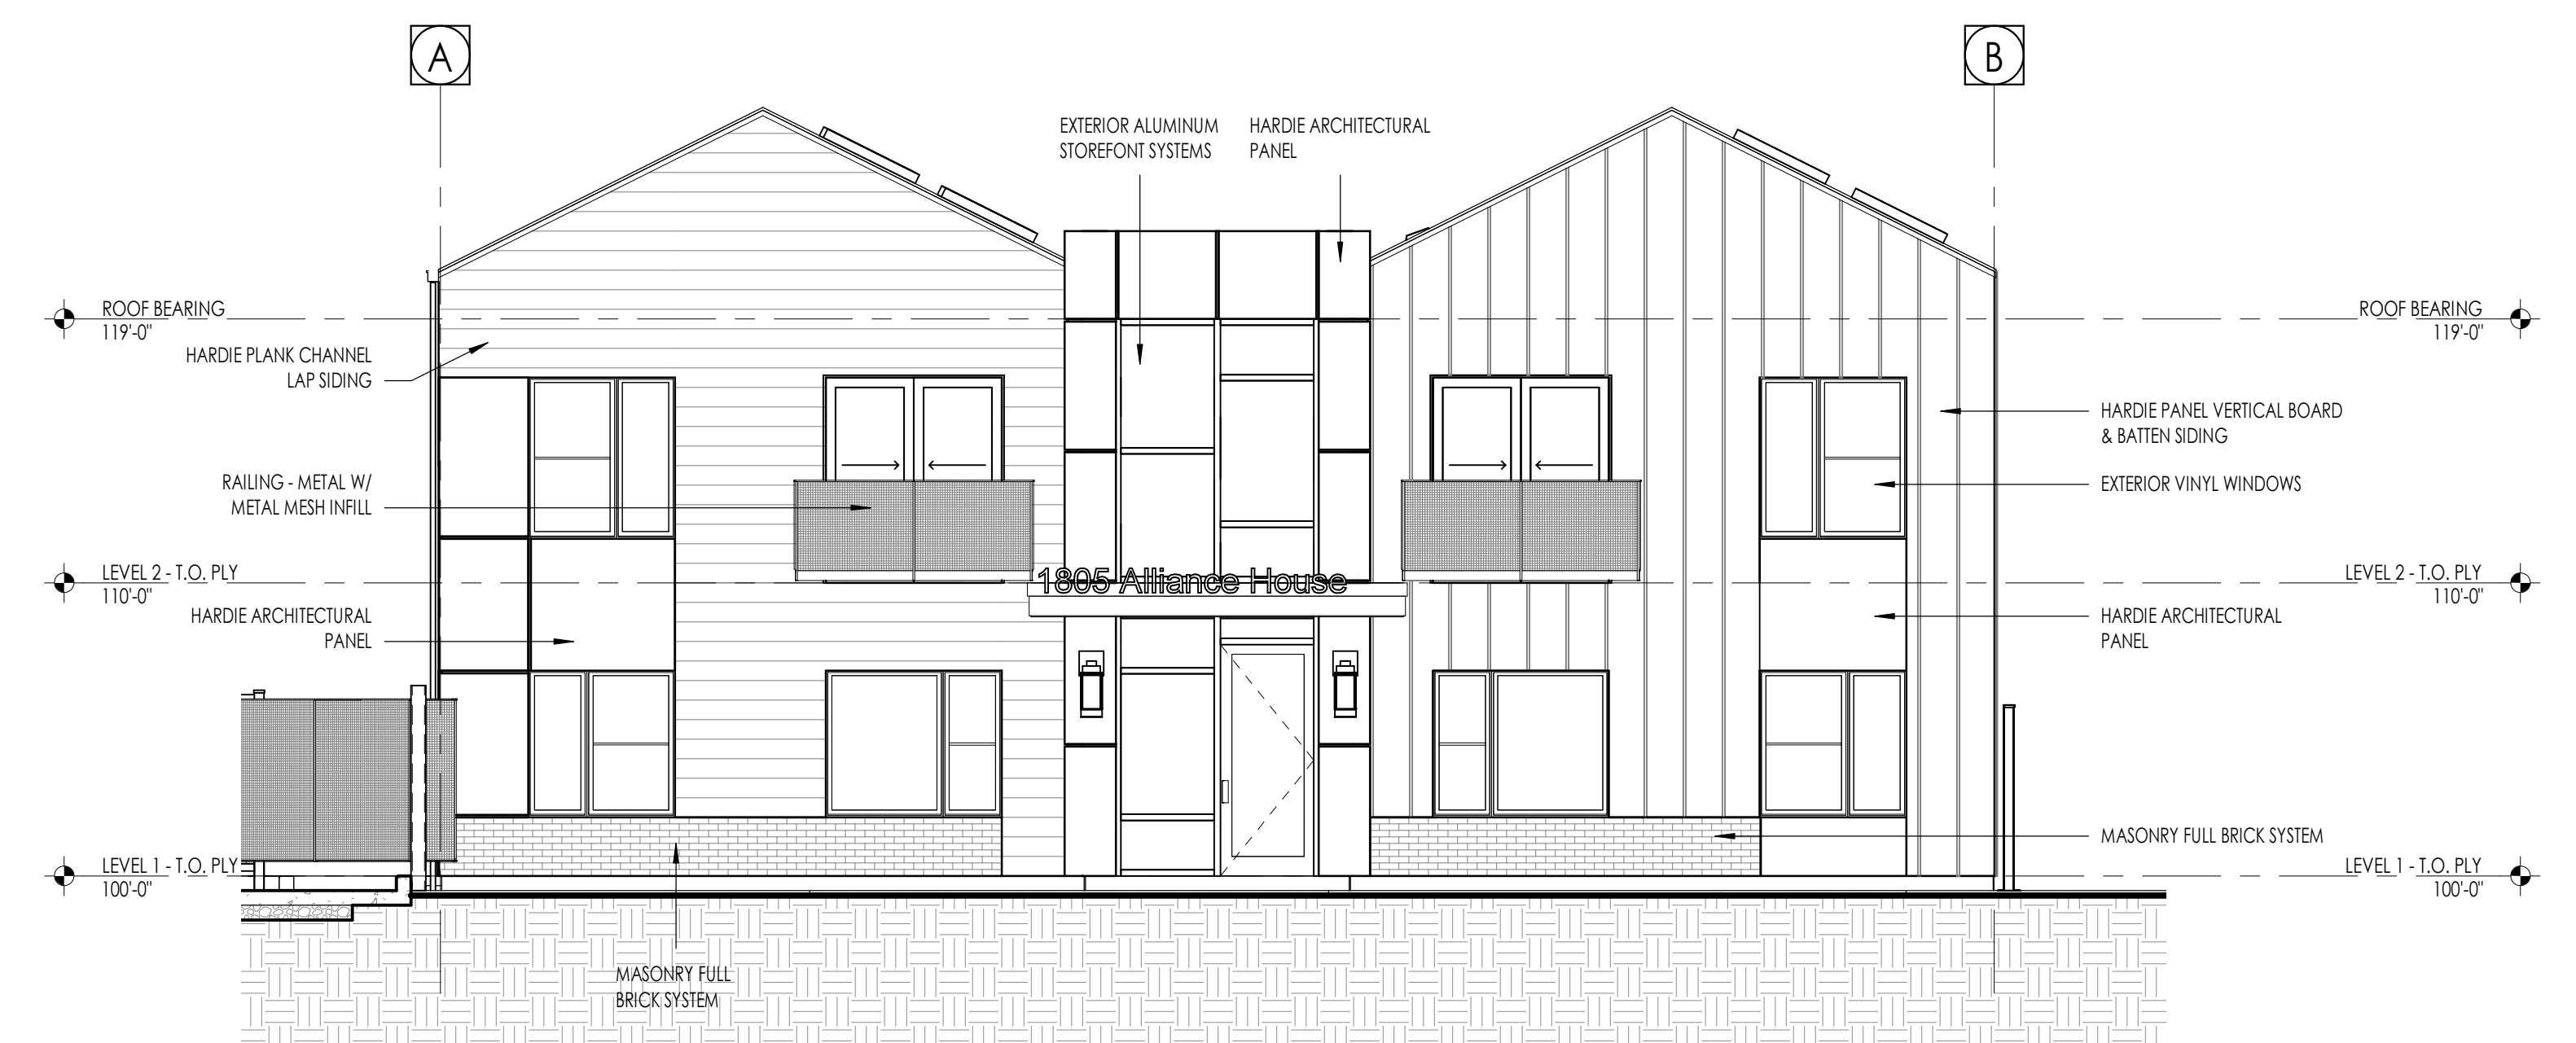 A
B
EXTERIOR ALUMINUM
STOREFONT SYSTEMS
HARDIE ARCHITECTURAL
PANEL
ROOF BEARING
119'-0"
ROOF BEARING
119'-0"
HARDIE PLANK CHANNEL
LAP SIDING
HARDIE PANEL VERTICAL BOARD
& BATTEN SIDING
RAILING - METAL W/
METAL MESH INFILL
EXTERIOR VINYL WINDOWS
LEVEL 2 - T.O. PLY
110'-0"
1805 Alliance House
LEVEL 2 - T.O. PLY
110'-0"
HARDIE ARCHITECTURAL
PANEL
HARDIE ARCHITECTURAL
PANEL
MASONRY FULL BRICK SYSTEM
LEVEL 1 - T.O. PLY
100'-0"
LEVEL 1 - T.O. PLY
100'-0"
MASONRY FULL
BRICK SYSTEM